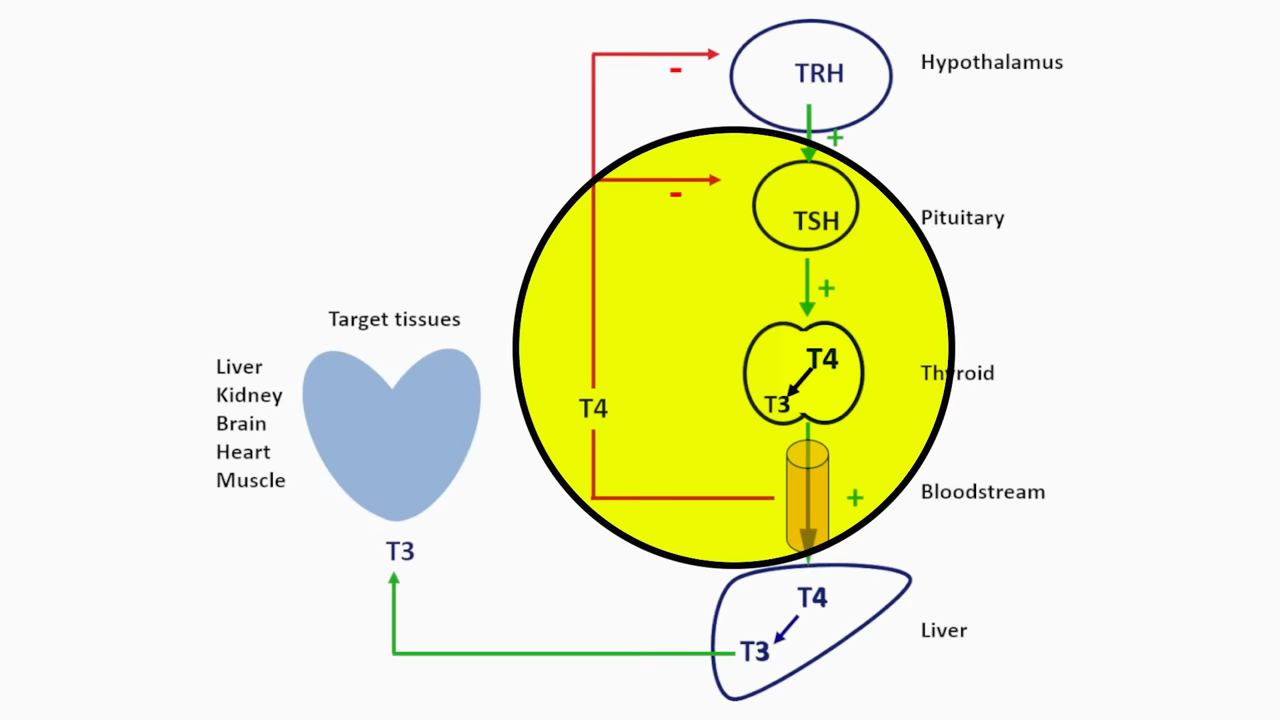 TRH
Hypothalamus
-
+
-
TSH
Pituitary
+
Target tissues
Liver
Kidney
Brain
Heart
Muscle
T4
T4
T3
Thyroid
+
Bloodstream
T3
T4
T3
Liver